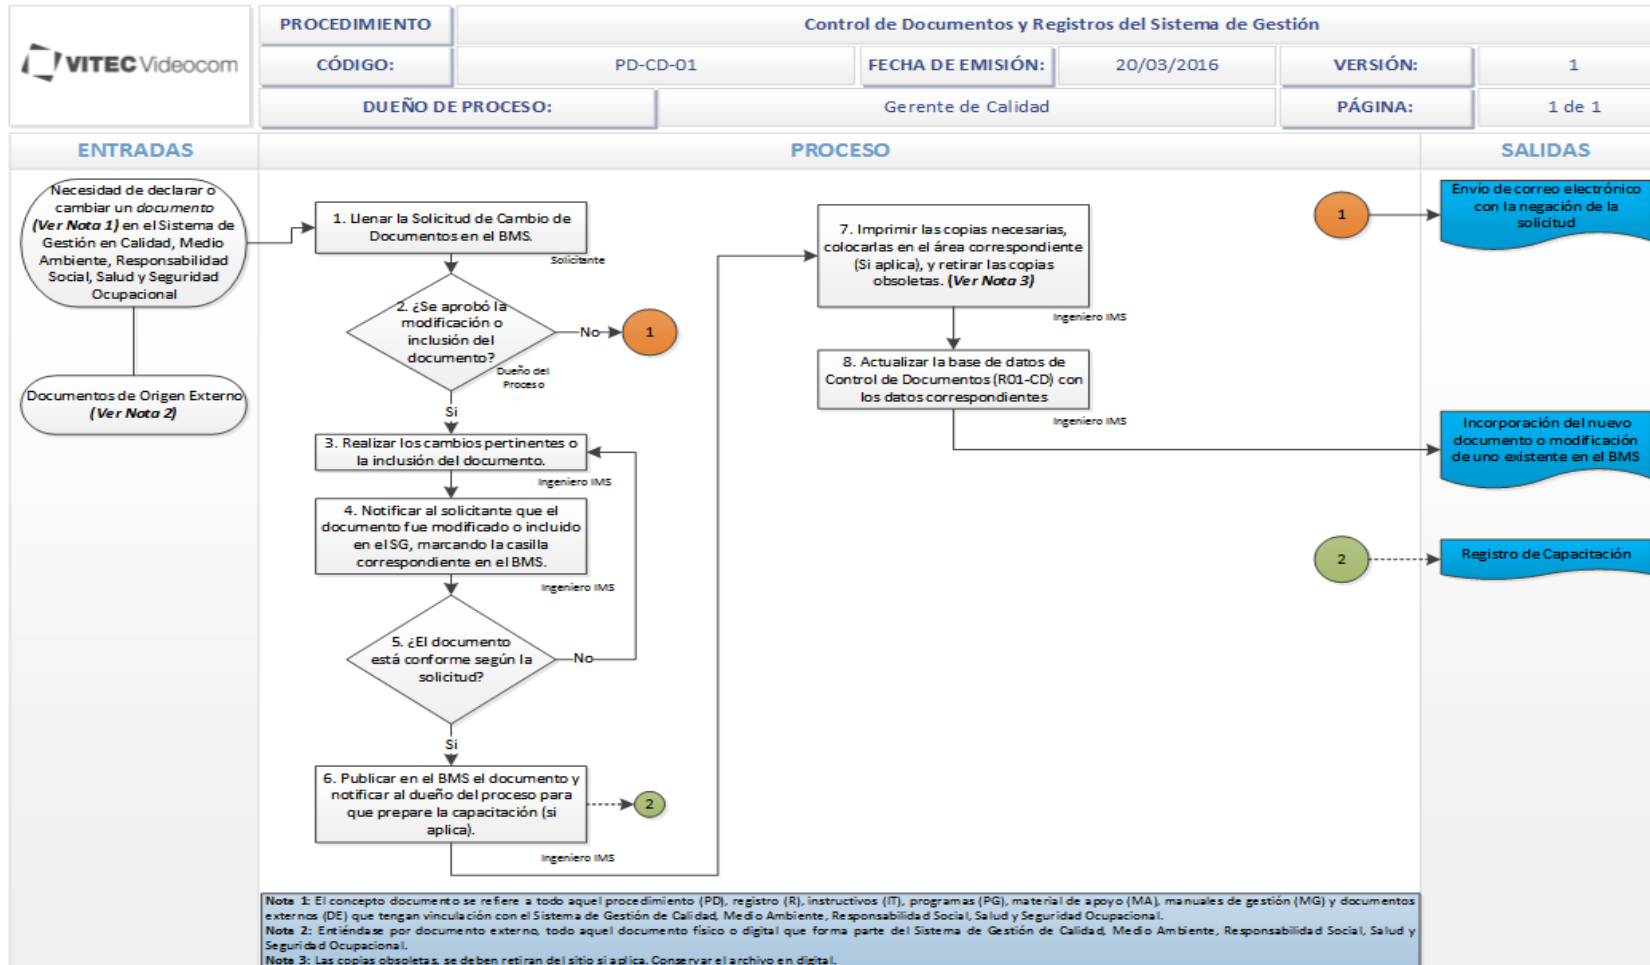 VITEC Videocom
PROCEDIMIENTO
Control de Documentos y Registros del Sistema de Gestión
CÓDIGO:
PD-CD-01
FECHA DE EMISIÓN:
20/03/2016
VERSIÓN:
1
DUEÑO DE PROCESO:
Gerente de Calidad
PÁGINA:
1 de 1
ENTRADAS
PROCESO
SALIDAS
Necesidad de declarar o
cambiar un documento
(Ver Nota 1) en el Sistema de
Gestión en Calidad, Medio
Ambiente, Responsabilidad
Social, Salud y Seguridad
Ocupacional
Documentos de Origen Externo
(Ver Nota 2)
1. Llenar la Solicitud de Cambio de
Documentos en el BMS.
Solicitante
2. ¿Se aprobó la
modificación o
inclusión del
documento?
Dueño del
Proceso
No
1
Si
3. Realizar los cambios pertinentes o
la inclusión del documento.
Ingeniero IMS
4. Notificar al solicitante que el
documento fue modificado o incluido
en el SG, marcando la casilla
correspondiente en el BMS.
Ingeniero IMS
5. ¿El documento
está conforme según la
solicitud?
No
Si
6. Publicar en el BMS el documento y
notificar al dueño del proceso para
que prepare la capacitación (si
aplica).
2
Ingeniero IMS
7. Imprimir las copias necesarias,
colocarlas en el área correspondiente
(Si aplica), y retirar las copias
obsoletas. (Ver Nota 3)
Ingeniero IMS
8. Actualizar la base de datos de
Control de Documentos (R01-CD) con
los datos correspondientes
Ingeniero IMS
1
Envío de correo electrónico
con la negación de la
solicitud
Incorporación del nuevo
documento o modificación
de uno existente en el BMS
2
Registro de Capacitación
Nota 1: El concepto documento se refiere a todo aquel procedimiento (PD), registro (R), instructivos (IT), programas (PG), material de apoyo (MA), manuales de gestión (MG) y documentos
externos (DE) que tengan vinculación con el Sistema de Gestión de Calidad, Medio Ambiente, Responsabilidad Social, Salud y Seguridad Ocupacional.
Nota 2: Entiéndase por documento externo, todo aquel documento físico o digital que forma parte del Sistema de Gestión de Calidad, Medio Ambiente, Responsabilidad Social, Salud y
Seguridad Ocupacional.
Nota 3: Las copias obsoletas, se deben retiran del sitio si aplica. Conservar el archivo en digital.